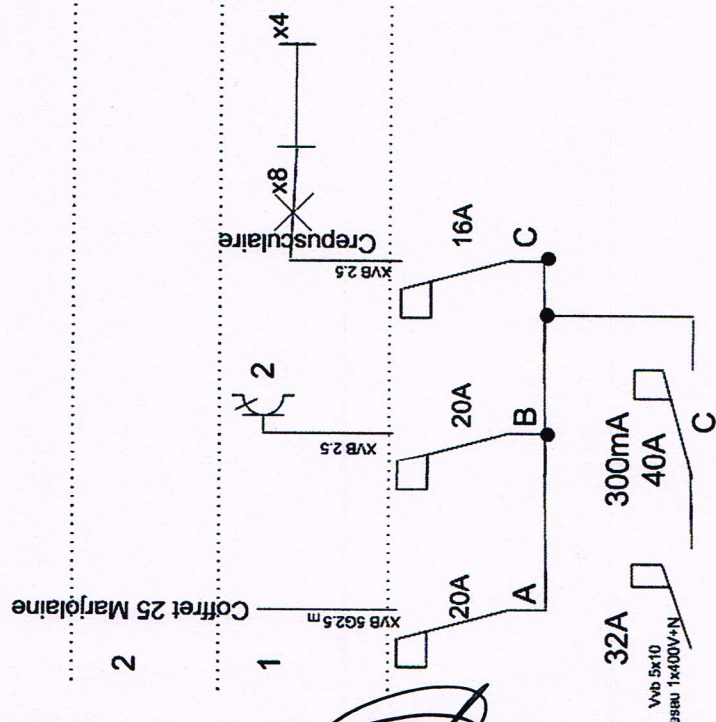 x4
x8
Crepusculaire
XVB 2.5
16A
C
2
XVB 2.5
20A
B
Coffret 25 Marjolaine
XVB 5G2.5 m
20A
A
2
1
300mA
40A
C
32A
Vvb 5x10
1x400V+N